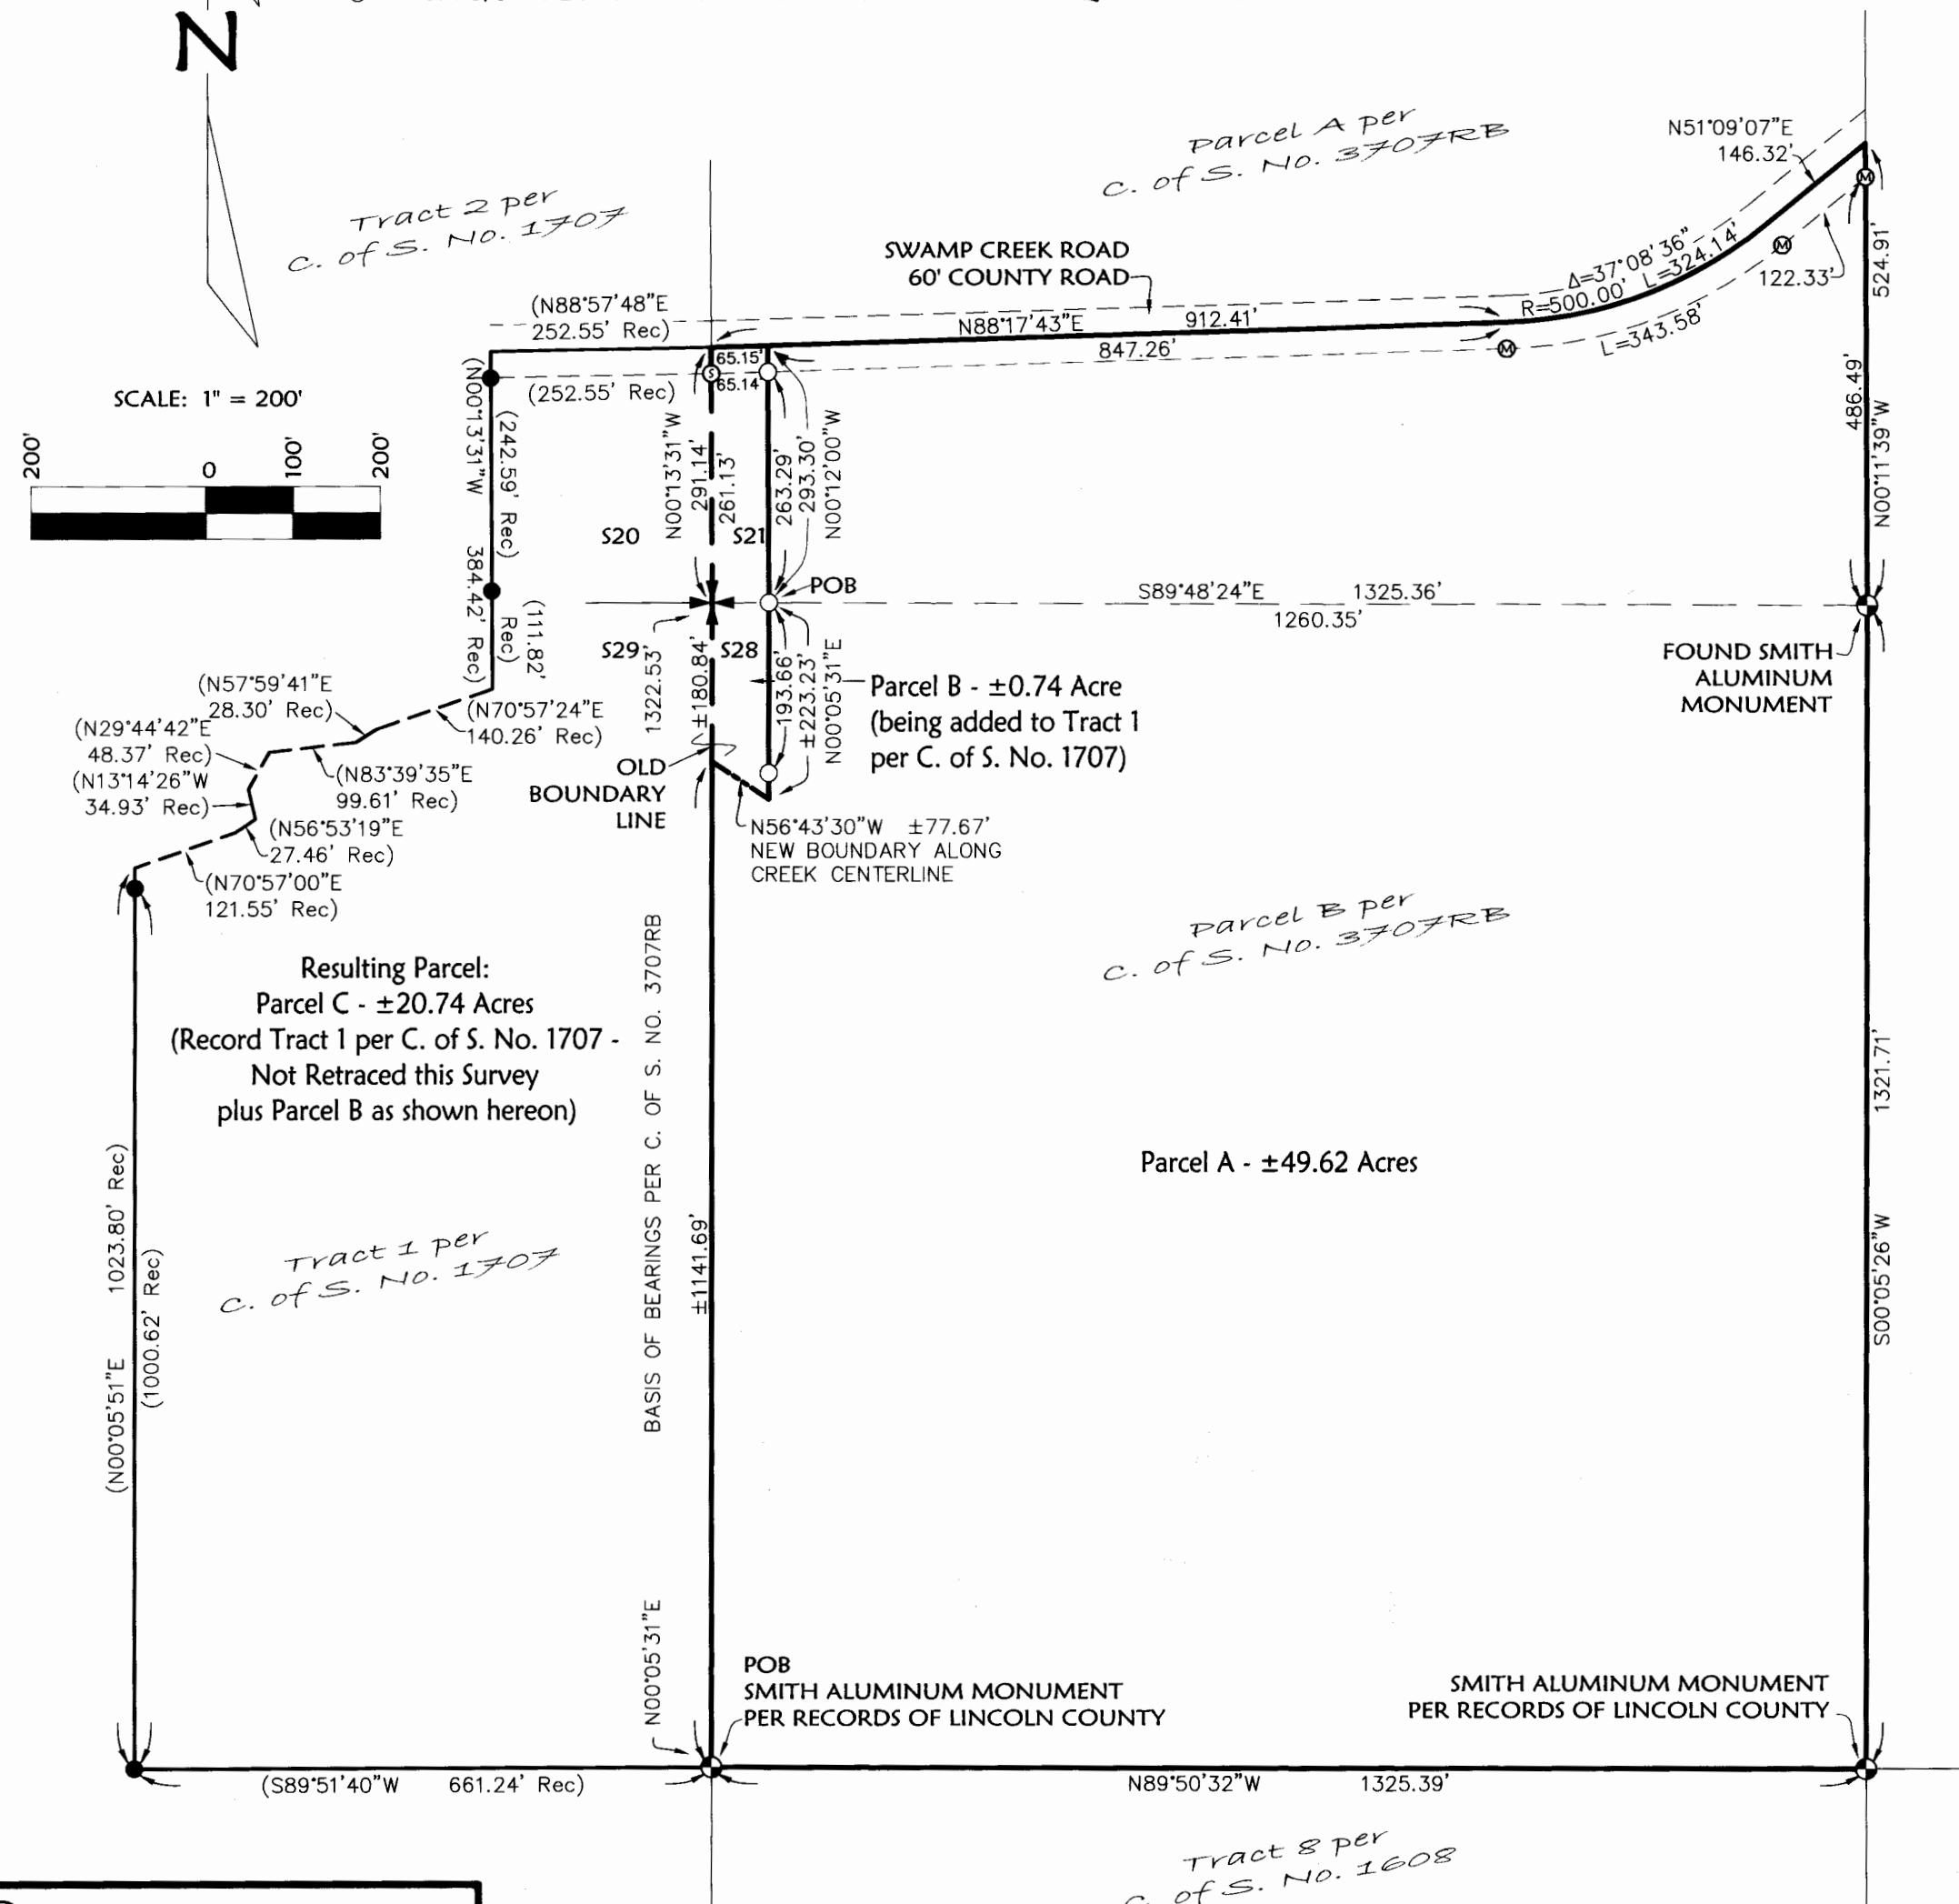 N
Parcel A per
C. of S. No. 3707RB
N51°09'07"E
146.32'
Tract 2 per
C. of S. No. 1707
SWAMP CREEK ROAD
60' COUNTY ROAD
Δ=37°08'36"
R=500.00' L=324.14'
122.33'
524.91'
(N88°57'48"E
252.55' Rec)
N88°17'43"E 912.41'
847.26'
L=343.58'
65.15'
S
65.14'
M
M
M
(252.55' Rec)
SCALE: 1" = 200'
200' 0 100' 200'
(N00°13'31"W 384.42' Rec)
(242.59' Rec)
(111.82'
Rec)
N00°13'31"W
291.14'
261.13'
263.29'
293.30'
N00°12'00"W
486.49'
N00°11'39"W
S20
S21
POB
S89°48'24"E 1325.36'
1260.35'
S29
S28
1322.53'
±180.84'
193.66'
±223.23'
N00°05'31"E
FOUND SMITH
ALUMINUM
MONUMENT
Parcel B - ±0.74 Acre
(being added to Tract 1
per C. of S. No. 1707)
(N57°59'41"E
28.30' Rec)
(N70°57'24"E
140.26' Rec)
(N29°44'42"E
48.37' Rec)
(N83°39'35"E
99.61' Rec)
(N13°14'26"W
34.93' Rec)
(N56°53'19"E
27.46' Rec)
(N70°57'00"E
121.55' Rec)
OLD
BOUNDARY
LINE
N56°43'30"W ±77.67'
NEW BOUNDARY ALONG
CREEK CENTERLINE
Parcel B per
C. of S. No. 3707RB
Resulting Parcel:
Parcel C - ±20.74 Acres
(Record Tract 1 per C. of S. No. 1707 -
Not Retraced this Survey
plus Parcel B as shown hereon)
BASIS OF BEARINGS PER C. OF S. NO. 3707RB
N00°05'31"E
±1141.69'
Parcel A - ±49.62 Acres
1321.71'
S00°05'26"W
(N00°05'51"E 1023.80' Rec)
(1000.62' Rec)
Tract 1 per
C. of S. No. 1707
POB
SMITH ALUMINUM MONUMENT
PER RECORDS OF LINCOLN COUNTY
SMITH ALUMINUM MONUMENT
PER RECORDS OF LINCOLN COUNTY
(S89°51'40"W 661.24' Rec)
N89°50'32"W 1325.39'
Tract 8 per
C. of S. No. 1608